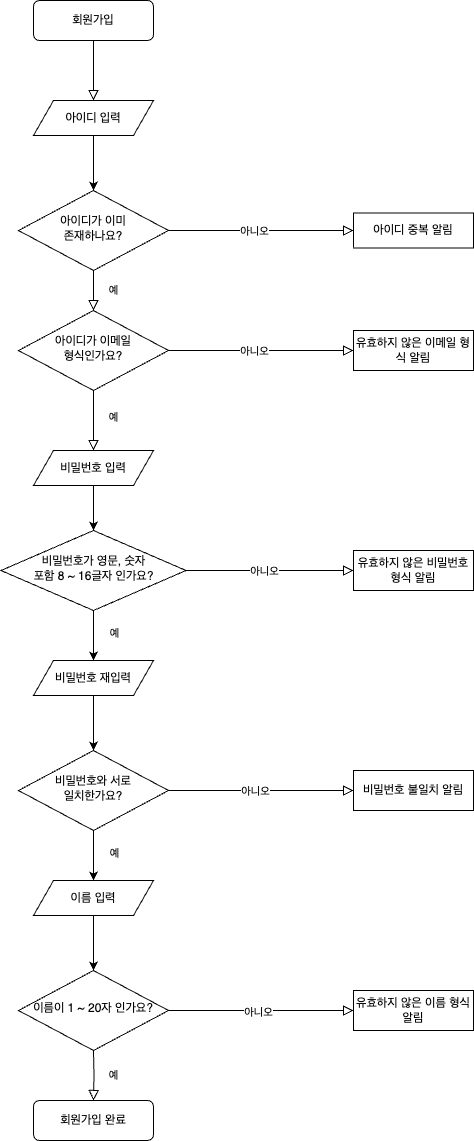 회원가입
아이디 입력
아이디가 이미
존재하나요?
아니오
아이디 중복 알림
예
아이디가 이메일
형식인가요?
아니오
유효하지 않은 이메일 형
식 알림
예
비밀번호 입력
비밀번호가 영문, 숫자
포함 8 ~ 16글자 인가요?
아니오
유효하지 않은 비밀번호
형식 알림
예
비밀번호 재입력
비밀번호와 서로
일치한가요?
아니오
비밀번호 불일치 알림
예
이름 입력
이름이 1 ~ 20자 인가요?
아니오
유효하지 않은 이름 형식
알림
예
회원가입 완료